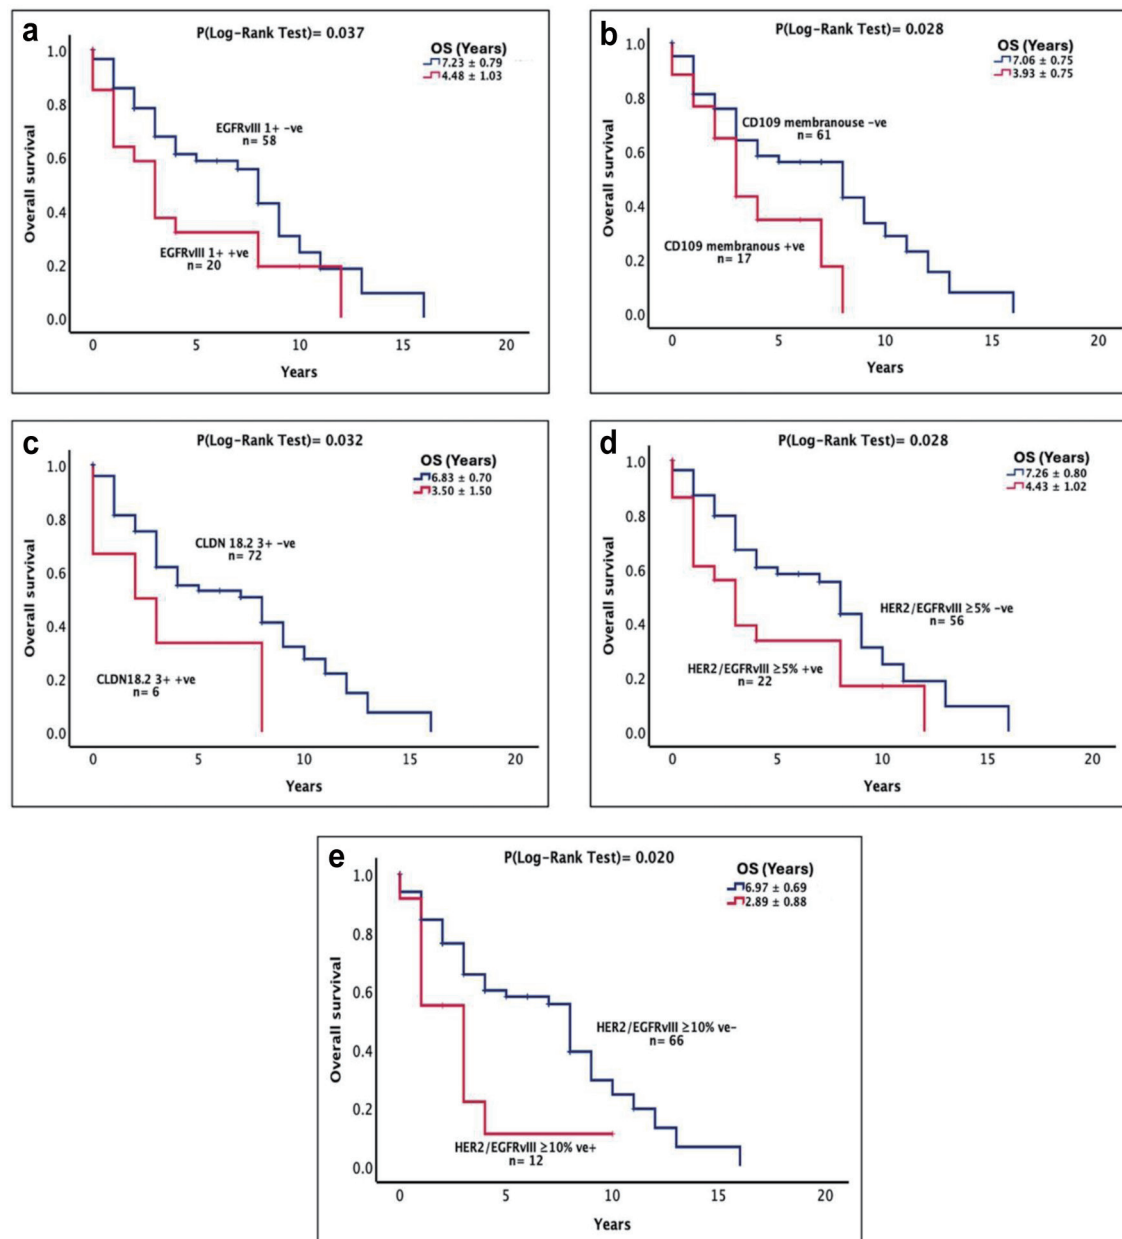 a
P(Log-Rank Test)= 0.037
OS (Years)
7.23 ± 0.79
4.48 ± 1.03
1.0
0.8
0.6
0.4
0.2
0.0
Overall survival
EGFRvIII 1+ -ve
n= 58
EGFRvIII 1+ +ve
n= 20
0 5 10 15 20
Years
b
P(Log-Rank Test)= 0.028
OS (Years)
7.06 ± 0.75
3.93 ± 0.75
1.0
0.8
0.6
0.4
0.2
0.0
Overall survival
CD109 membranouse -ve
n= 61
CD109 membranous +ve
n= 17
0 5 10 15 20
Years
c
P(Log-Rank Test)= 0.032
OS (Years)
6.83 ± 0.70
3.50 ± 1.50
1.0
0.8
0.6
0.4
0.2
0.0
Overall survival
CLDN 18.2 3+ -ve
n= 72
CLDN18.2 3+ +ve
n= 6
0 5 10 15 20
Years
d
P(Log-Rank Test)= 0.028
OS (Years)
7.26 ± 0.80
4.43 ± 1.02
1.0
0.8
0.6
0.4
0.2
0.0
Overall survival
HER2/EGFRvIII ≥5% -ve
n= 56
HER2/EGFRvIII ≥5% +ve
n= 22
0 5 10 15 20
Years
e
P(Log-Rank Test)= 0.020
OS (Years)
6.97 ± 0.69
2.89 ± 0.88
1.0
0.8
0.6
0.4
0.2
0.0
Overall survival
HER2/EGFRvIII ≥10% ve-
n= 66
HER2/EGFRvIII ≥10% ve+
n= 12
0 5 10 15 20
Years